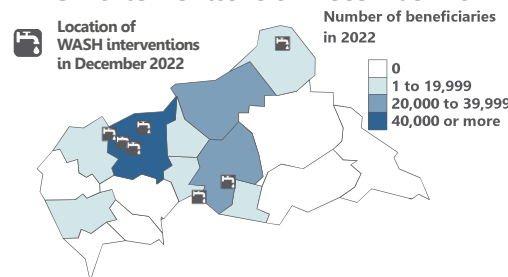 Location of
WASH interventions
in December 2022
Number of beneficiaries
in 2022
0
1 to 19,999
20,000 to 39,999
40,000 or more